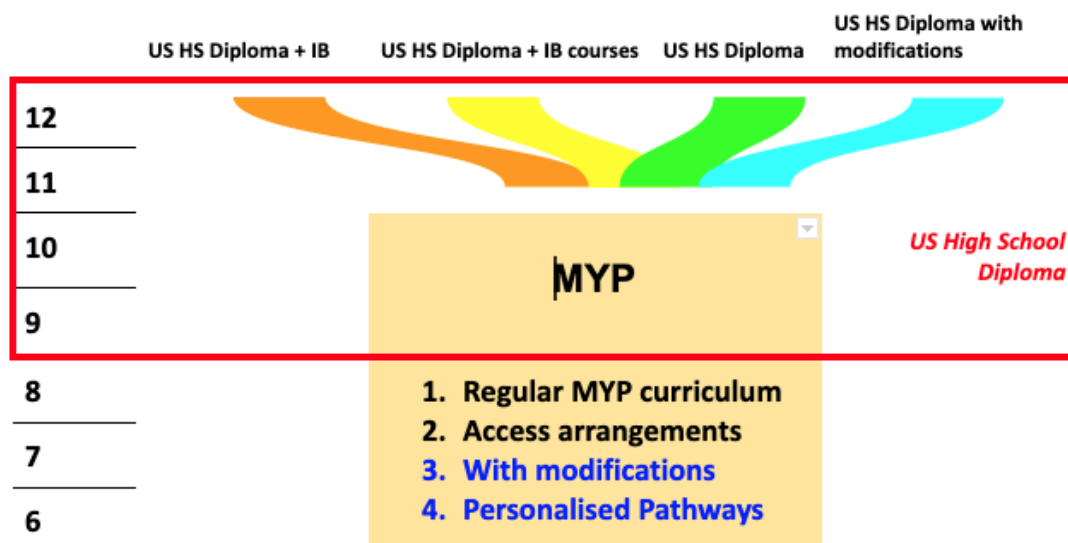 US HS Diploma + IB
US HS Diploma + IB courses
US HS Diploma
US HS Diploma with
modifications
12
11
10
9
8
7
6
MYP
US High School
Diploma
1. Regular MYP curriculum
2. Access arrangements
3. With modifications
4. Personalised Pathways